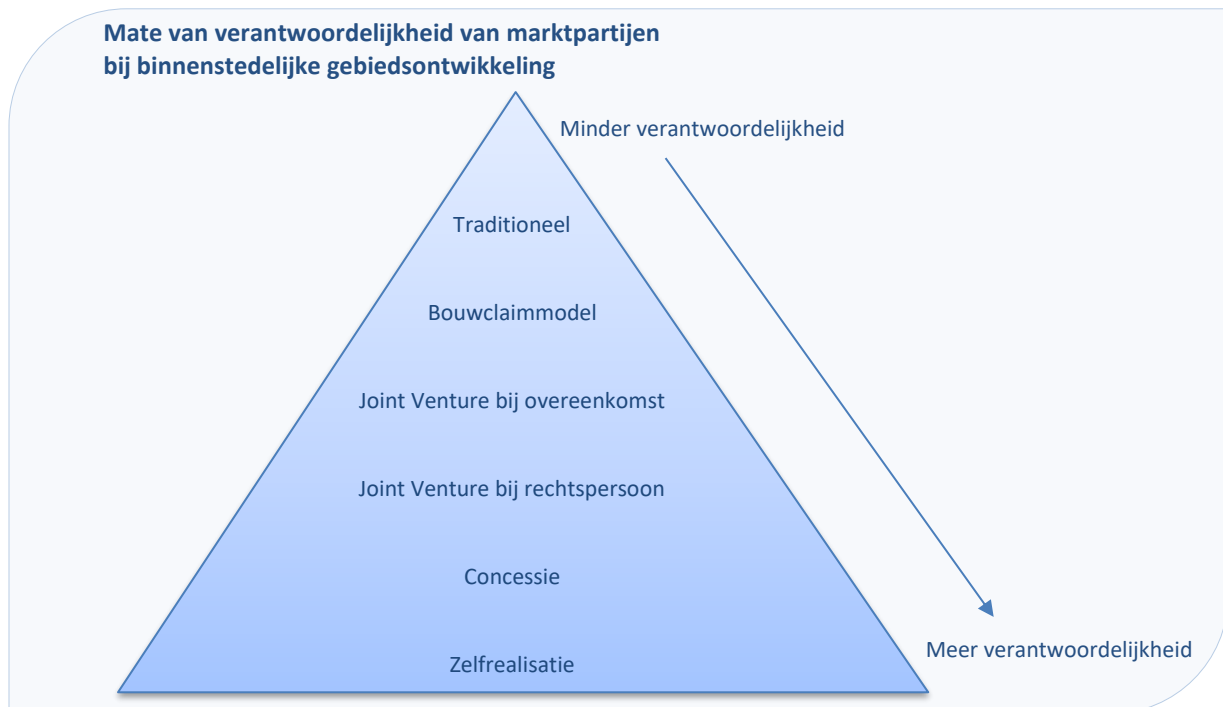 Mate van verantwoordelijkheid van marktpartijen
bij binnenstedelijke gebiedsontwikkeling
Minder verantwoordelijkheid
Traditioneel
Bouwclaimmodel
Joint Venture bij overeenkomst
Joint Venture bij rechtspersoon
Concessie
Meer verantwoordelijkheid
Zelfrealisatie